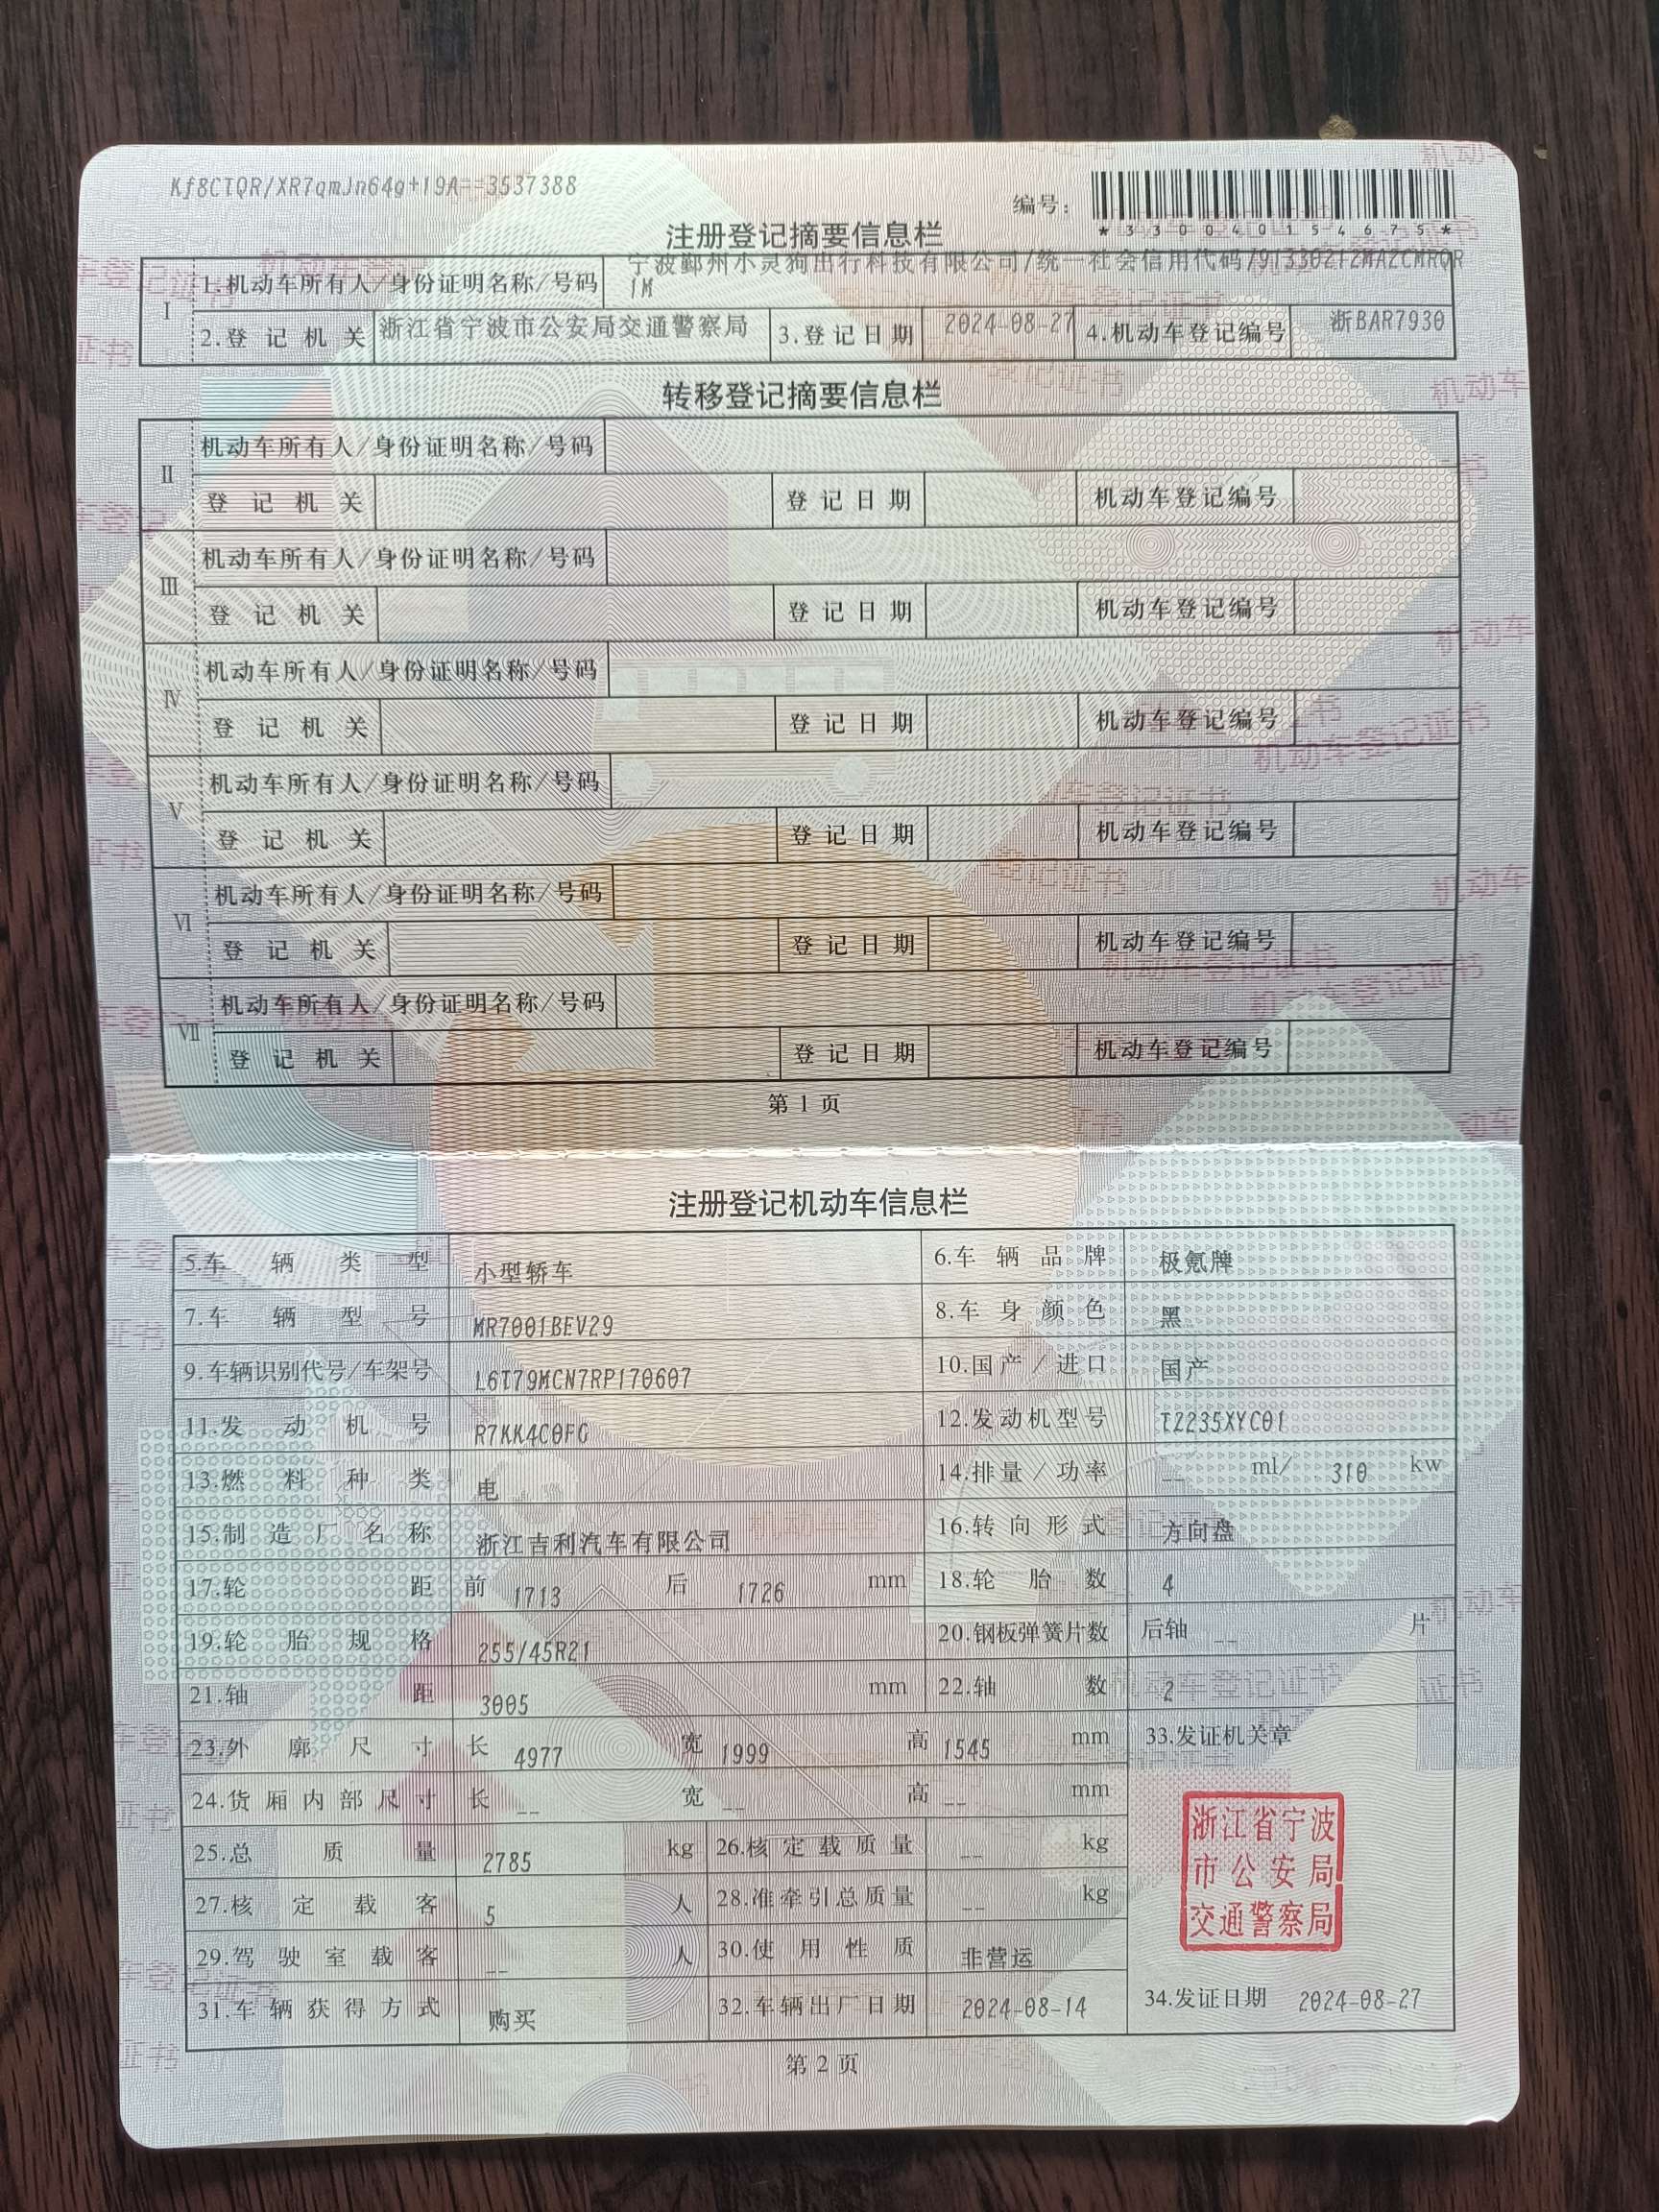 Kf8CTQR/XR7qmJn64g+19A==3537388
编号：
*330040154675*
注册登记摘要信息栏
I 1.机动车所有人/身份证明名称/号码 宁波鄞州小灵狗出行科技有限公司/统一社会信用代码/91330212MA2CMRQR
1M
2.登记机关 浙江省宁波市公安局交通警察局 3.登记日期 2024-08-27 4.机动车登记编号 浙BAR7930
转移登记摘要信息栏
II 机动车所有人/身份证明名称/号码
登记机关 登记日期 机动车登记编号
III 机动车所有人/身份证明名称/号码
登记机关 登记日期 机动车登记编号
IV 机动车所有人/身份证明名称/号码
登记机关 登记日期 机动车登记编号
V 机动车所有人/身份证明名称/号码
登记机关 登记日期 机动车登记编号
VI 机动车所有人/身份证明名称/号码
登记机关 登记日期 机动车登记编号
VII 机动车所有人/身份证明名称/号码
登记机关 登记日期 机动车登记编号
第 1 页
注册登记机动车信息栏
5.车辆类型 小型轿车 6.车辆品牌 极氪牌
7.车辆型号 MR7001BEV29 8.车身颜色 黑
9.车辆识别代号/车架号 L6T79MCN7RP170607 10.国产/进口 国产
11.发动机号 R7KK4C0FG 12.发动机型号 TZ235XYC01
13.燃料种类 电 14.排量/功率 -- ml/ 310 kw
15.制造厂名称 浙江吉利汽车有限公司 16.转向形式 方向盘
17.轮距 前 1713 后 1726 mm 18.轮胎数 4
19.轮胎规格 255/45R21 20.钢板弹簧片数 后轴 -- 片
21.轴距 3005 mm 22.轴数 2
23.外廓尺寸 长 4977 宽 1999 高 1545 mm 33.发证机关章
24.货厢内部尺寸 长 -- 宽 -- 高 -- mm
25.总质量 2785 kg 26.核定载质量 -- kg
27.核定载客 5 人 28.准牵引总质量 -- kg
29.驾驶室载客 -- 人 30.使用性质 非营运
31.车辆获得方式 购买 32.车辆出厂日期 2024-08-14 34.发证日期 2024-08-27
浙江省宁波
市公安局
交通警察局
第 2 页